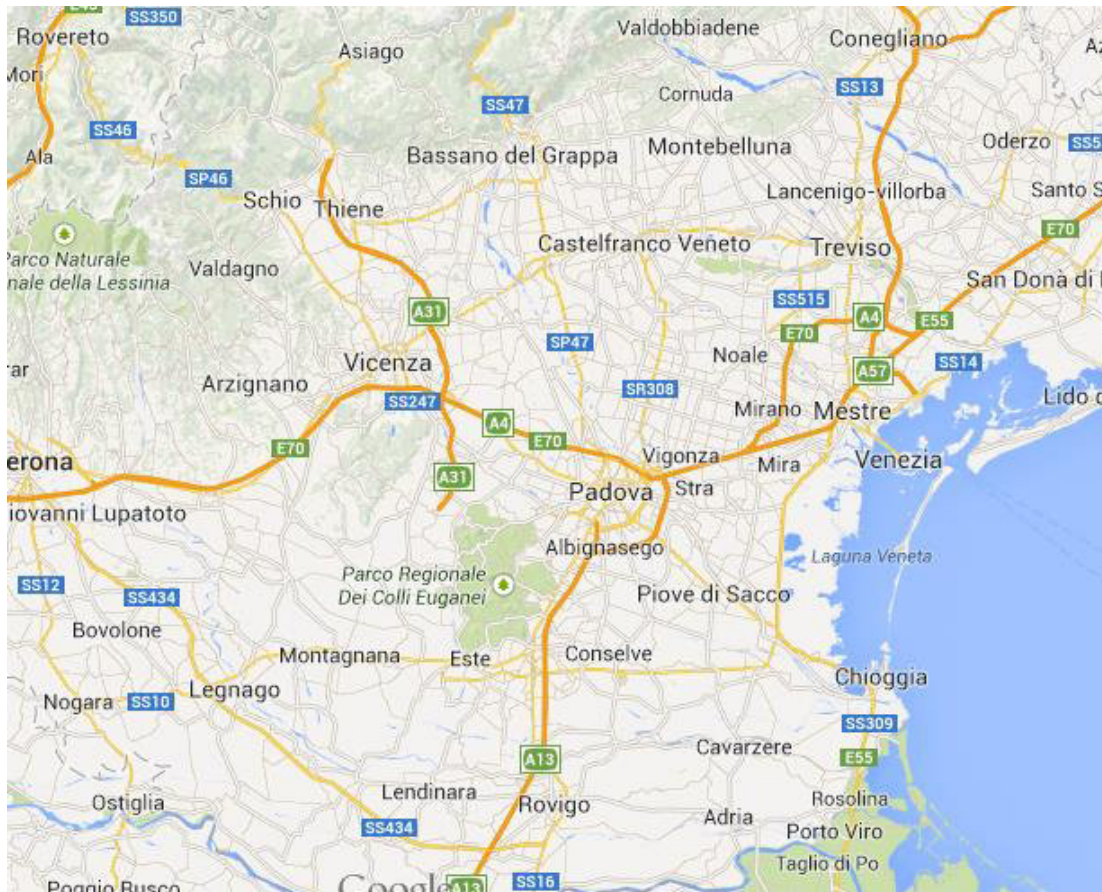 E45
SS350
Rovereto
Asiago
Valdobbiadene
Conegliano
Mori
SS47
Cornuda
SS13
SS46
Ala
Bassano del Grappa
Montebelluna
Oderzo
SP46
Schio
Thiene
Lancenigo-villorba
Santo S
E70
Parco Naturale
nale della Lessinia
Valdagno
Castelfranco Veneto
Treviso
San Donà di
SS515
A31
A4
E55
E70
SP47
Noale
A57
SS14
Vicenza
Arzignano
SS247
SR308
Mirano
Mestre
Lido
A4
E70
E70
Vigonza
Mira
Venezia
erona
A31
Padova
Stra
iovanni Lupatoto
Albignasego
Laguna Veneta
Parco Regionale
Dei Colli Euganei
SS12
SS434
Piove di Sacco
Bovolone
Montagnana
Este
Conselve
Chioggia
Nogara
SS10
Legnago
SS309
A13
Cavarzere
E55
Ostiglia
Lendinara
Rovigo
Rosolina
Adria
SS434
Porto Viro
Taglio di Po
Poggio Rusco
Google
A13
SS16